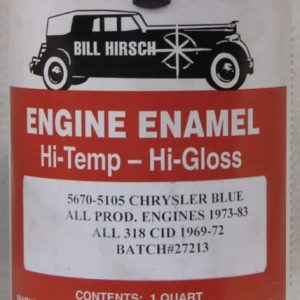 BILL HIRSCH
ENGINE ENAMEL
Hi-Temp – Hi-Gloss
5670-5105 CHRYSLER BLUE
ALL PROD. ENGINES 1973-83
ALL 318 CID 1969-72
BATCH#27213
CONTENTS: 1 QUART